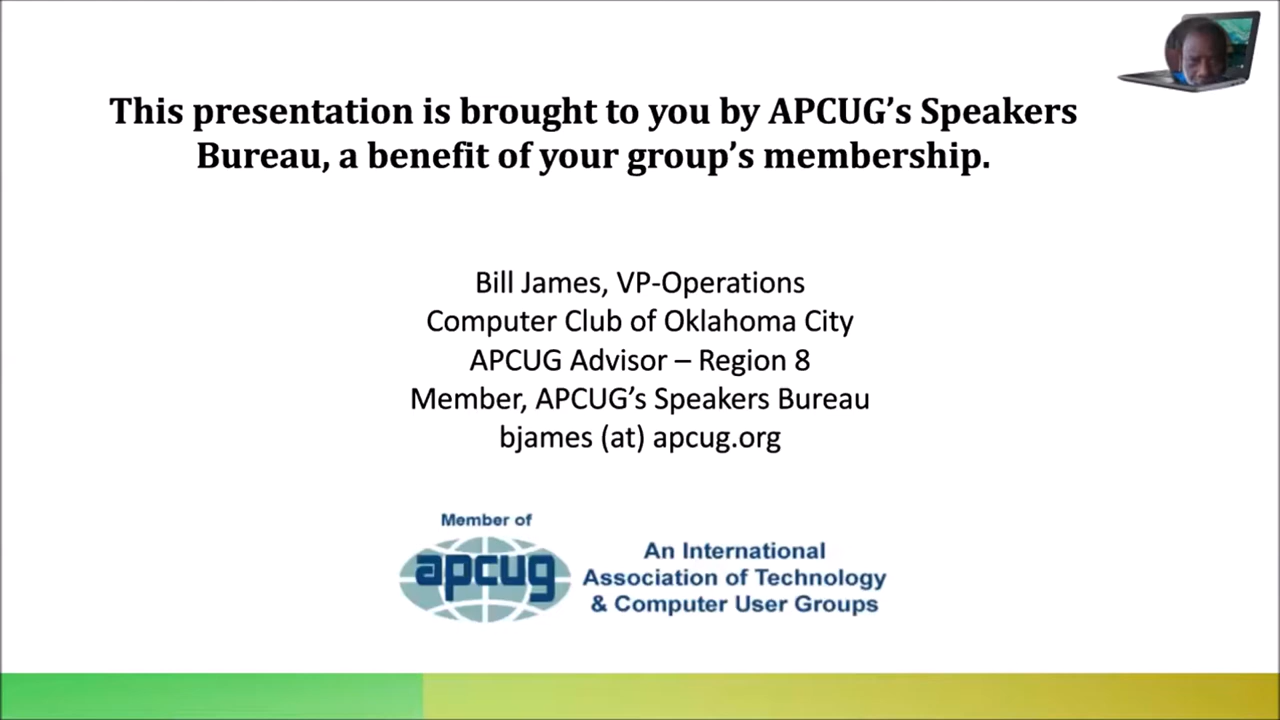 This presentation is brought to you by APCUG’s Speakers
Bureau, a benefit of your group’s membership.
Bill James, VP-Operations
Computer Club of Oklahoma City
APCUG Advisor – Region 8
Member, APCUG’s Speakers Bureau
bjames (at) apcug.org
Member of
apcug
An International
Association of Technology
& Computer User Groups